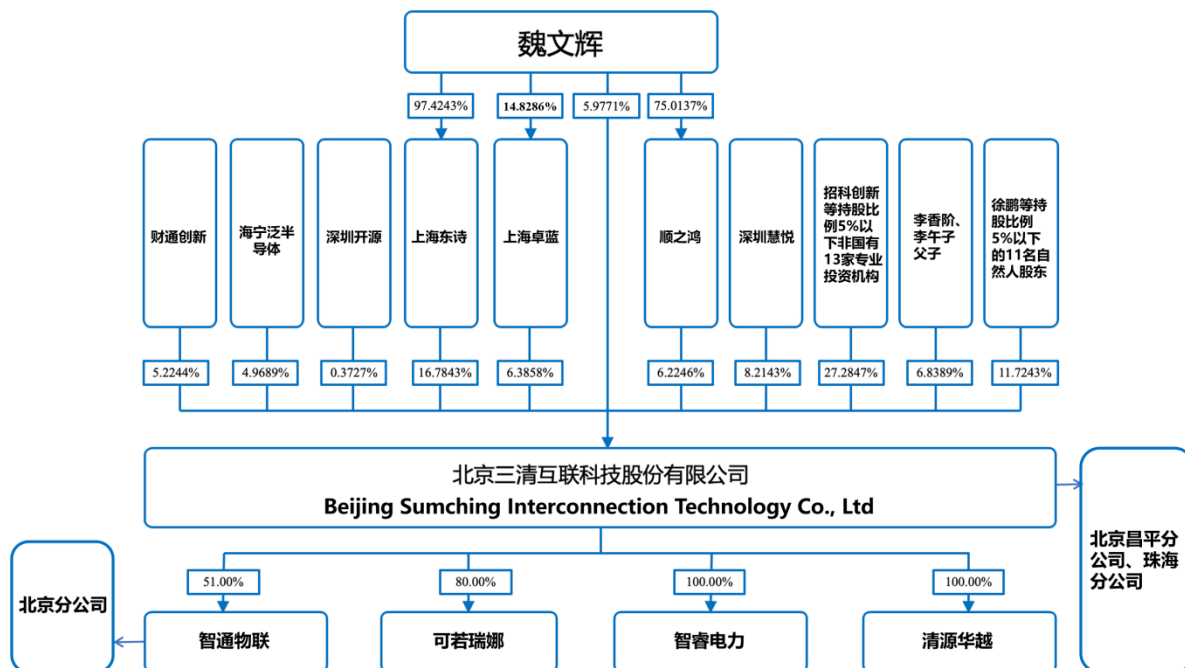 魏文辉
97.4243%
14.8286%
5.9771%
75.0137%
财通创新
海宁泛半
导体
深圳开源
上海东诗
上海卓蓝
顺之鸿
深圳慧悦
招科创新
等持股比
例5%以
下非国有
13家专业
投资机构
李香阶、
李午子
父子
徐鹏等持
股比例
5%以下
的11名自
然人股东
5.2244%
4.9689%
0.3727%
16.7843%
6.3858%
6.2246%
8.2143%
27.2847%
6.8389%
11.7243%
北京三清互联科技股份有限公司
Beijing Sumching Interconnection Technology Co., Ltd
北京昌平分
公司、珠海
分公司
51.00%
80.00%
100.00%
100.00%
北京分公司
智通物联
可若瑞娜
智睿电力
清源华越